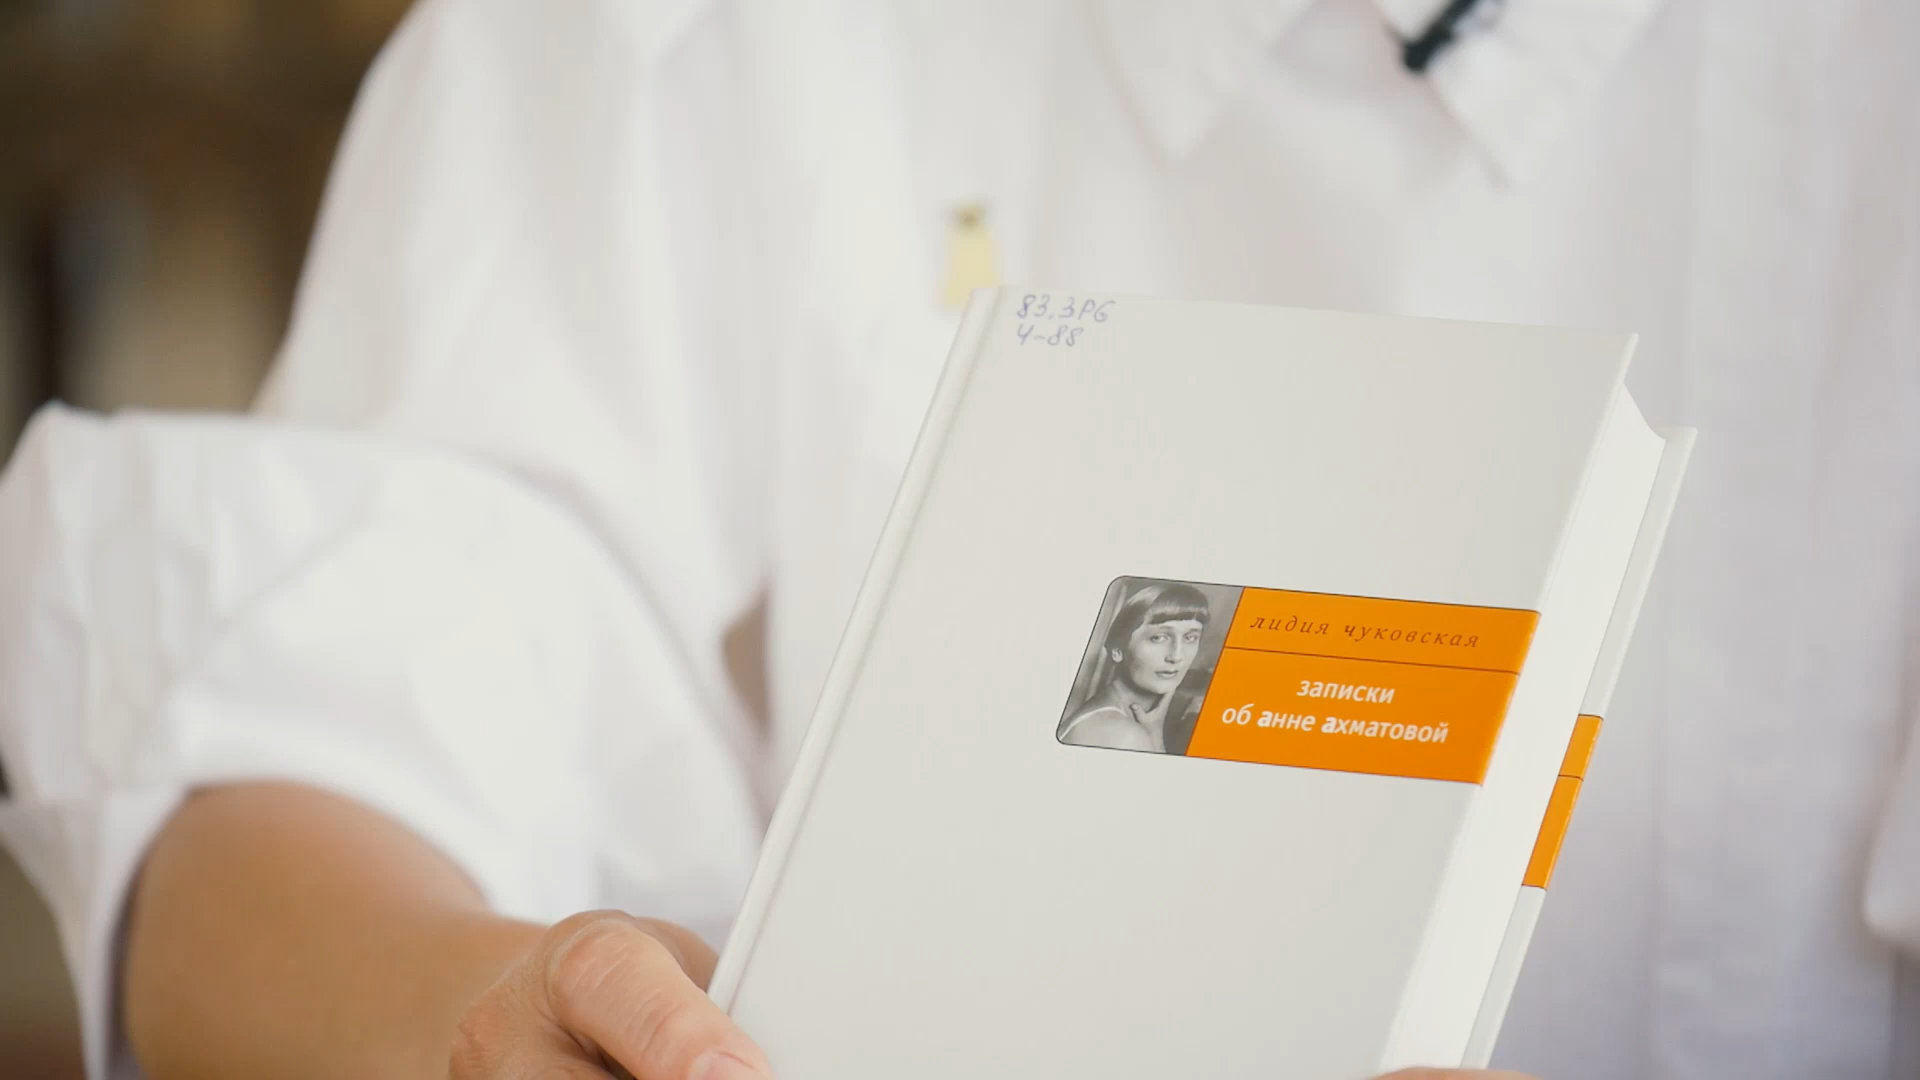 83.3Р6
Ч-88
лидия чуковская
записки
об анне ахматовой